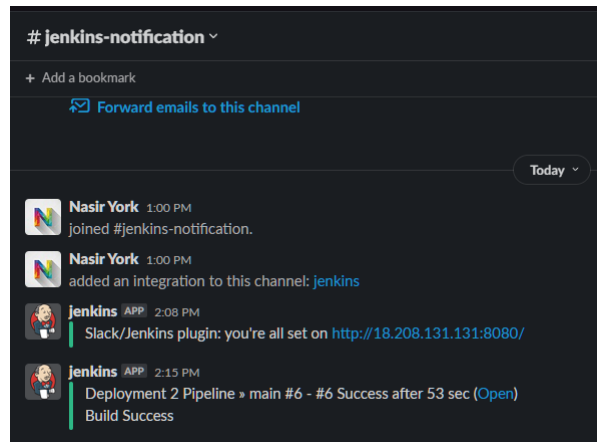 # jenkins-notification
+ Add a bookmark
Forward emails to this channel
Today
Nasir York 1:00 PM
joined #jenkins-notification.
Nasir York 1:00 PM
added an integration to this channel: jenkins
jenkins APP 2:08 PM
Slack/Jenkins plugin: you're all set on http://18.208.131.131:8080/
jenkins APP 2:15 PM
Deployment 2 Pipeline » main #6 - #6 Success after 53 sec (Open)
Build Success